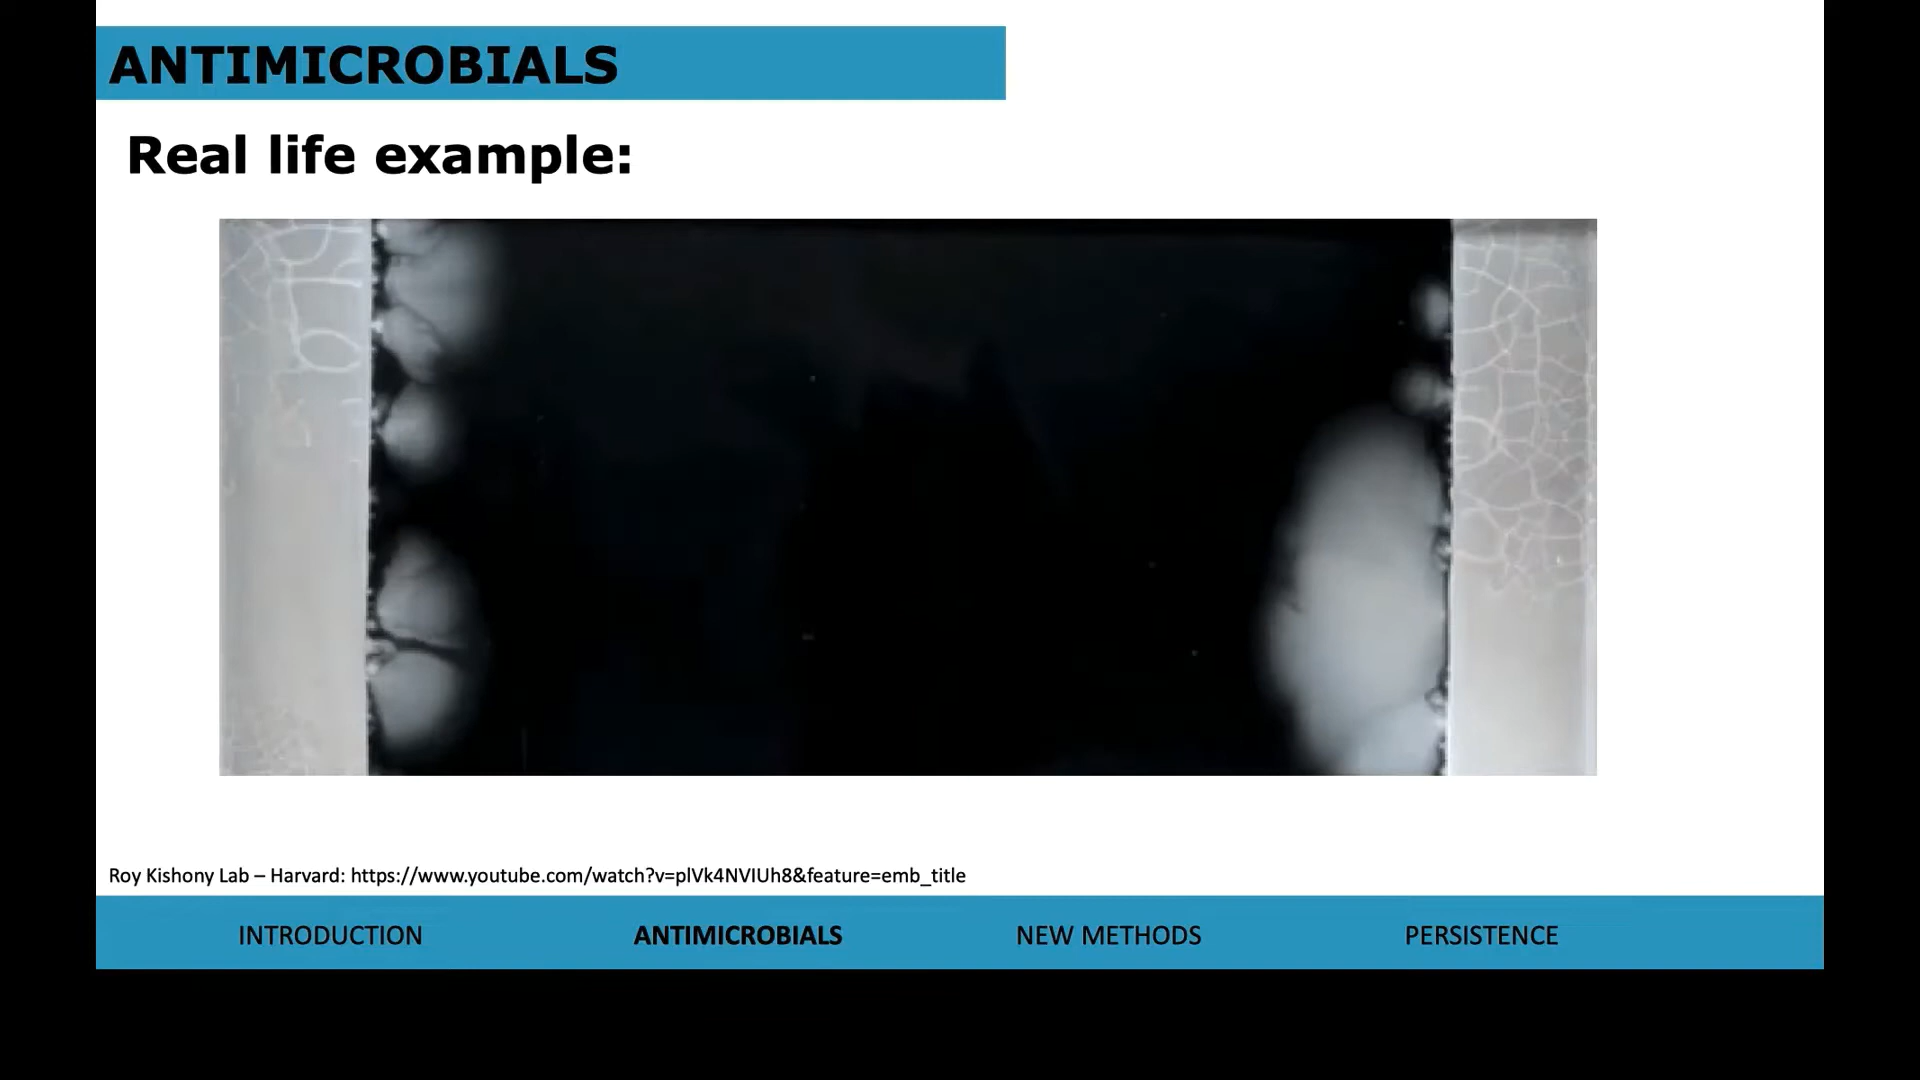 ANTIMICROBIALS
Real life example:
Roy Kishony Lab – Harvard: https://www.youtube.com/watch?v=plVk4NVIUh8&feature=emb_title
INTRODUCTION ANTIMICROBIALS NEW METHODS PERSISTENCE